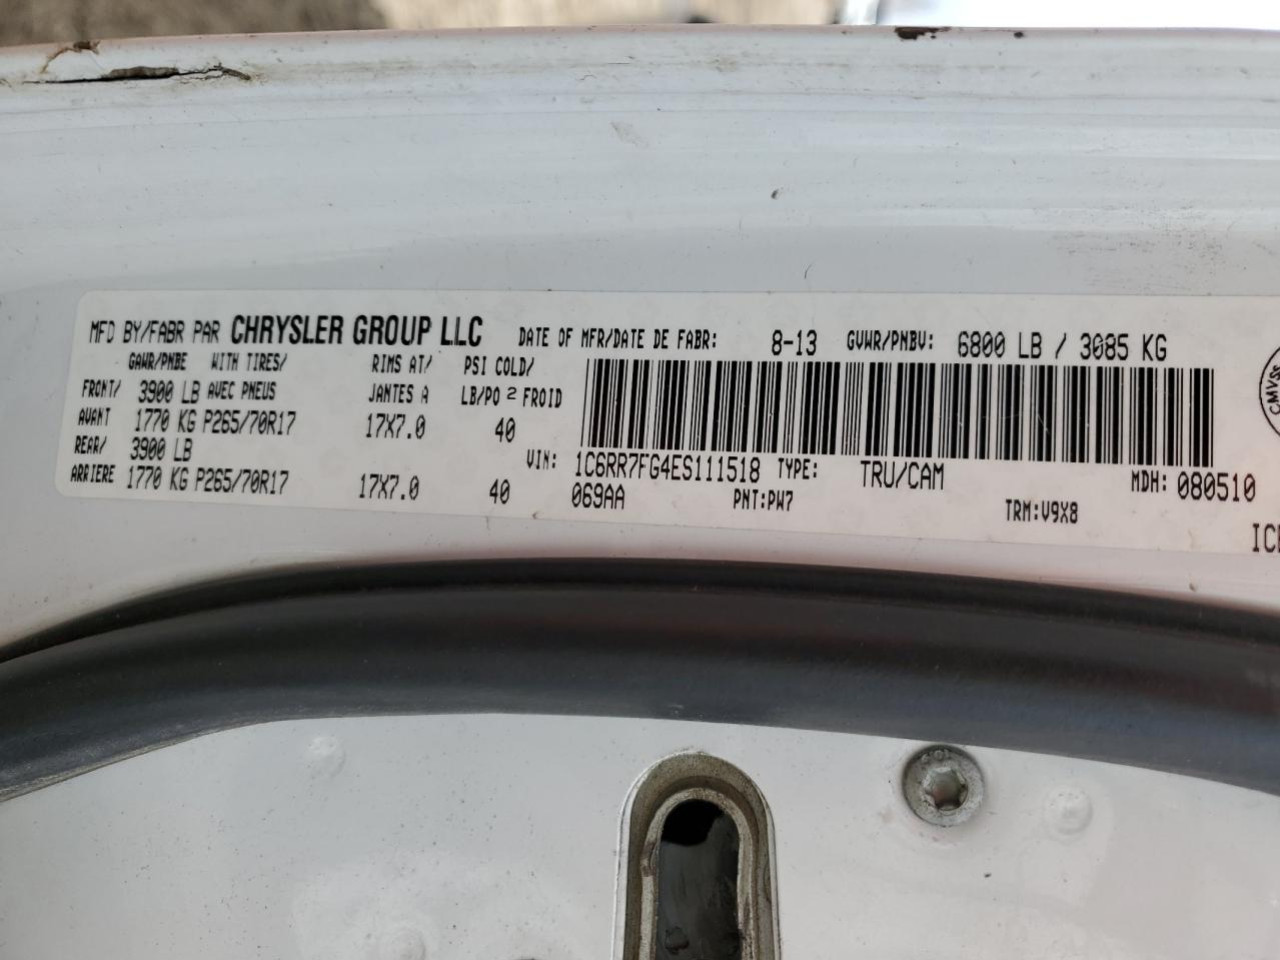 MFD BY/FABR PAR CHRYSLER GROUP LLC DATE OF MFR/DATE DE FABR: 8-13 GVWR/PNBV: 6800 LB / 3085 KG
GAWR/PNBE WITH TIRES/ RIMS AT/ PSI COLD/
FRONT/ 3900 LB AVEC PNEUS JANTES A LB/PO 2 FROID
AVANT 1770 KG P265/70R17 17X7.0 40
REAR/ 3900 LB
VIN: 1C6RR7FG4ES111518 TYPE: TRU/CAM MDH: 080510
ARRIERE 1770 KG P265/70R17 17X7.0 40 069AA PNT:PW7 TRM:V9X8
CMVSS